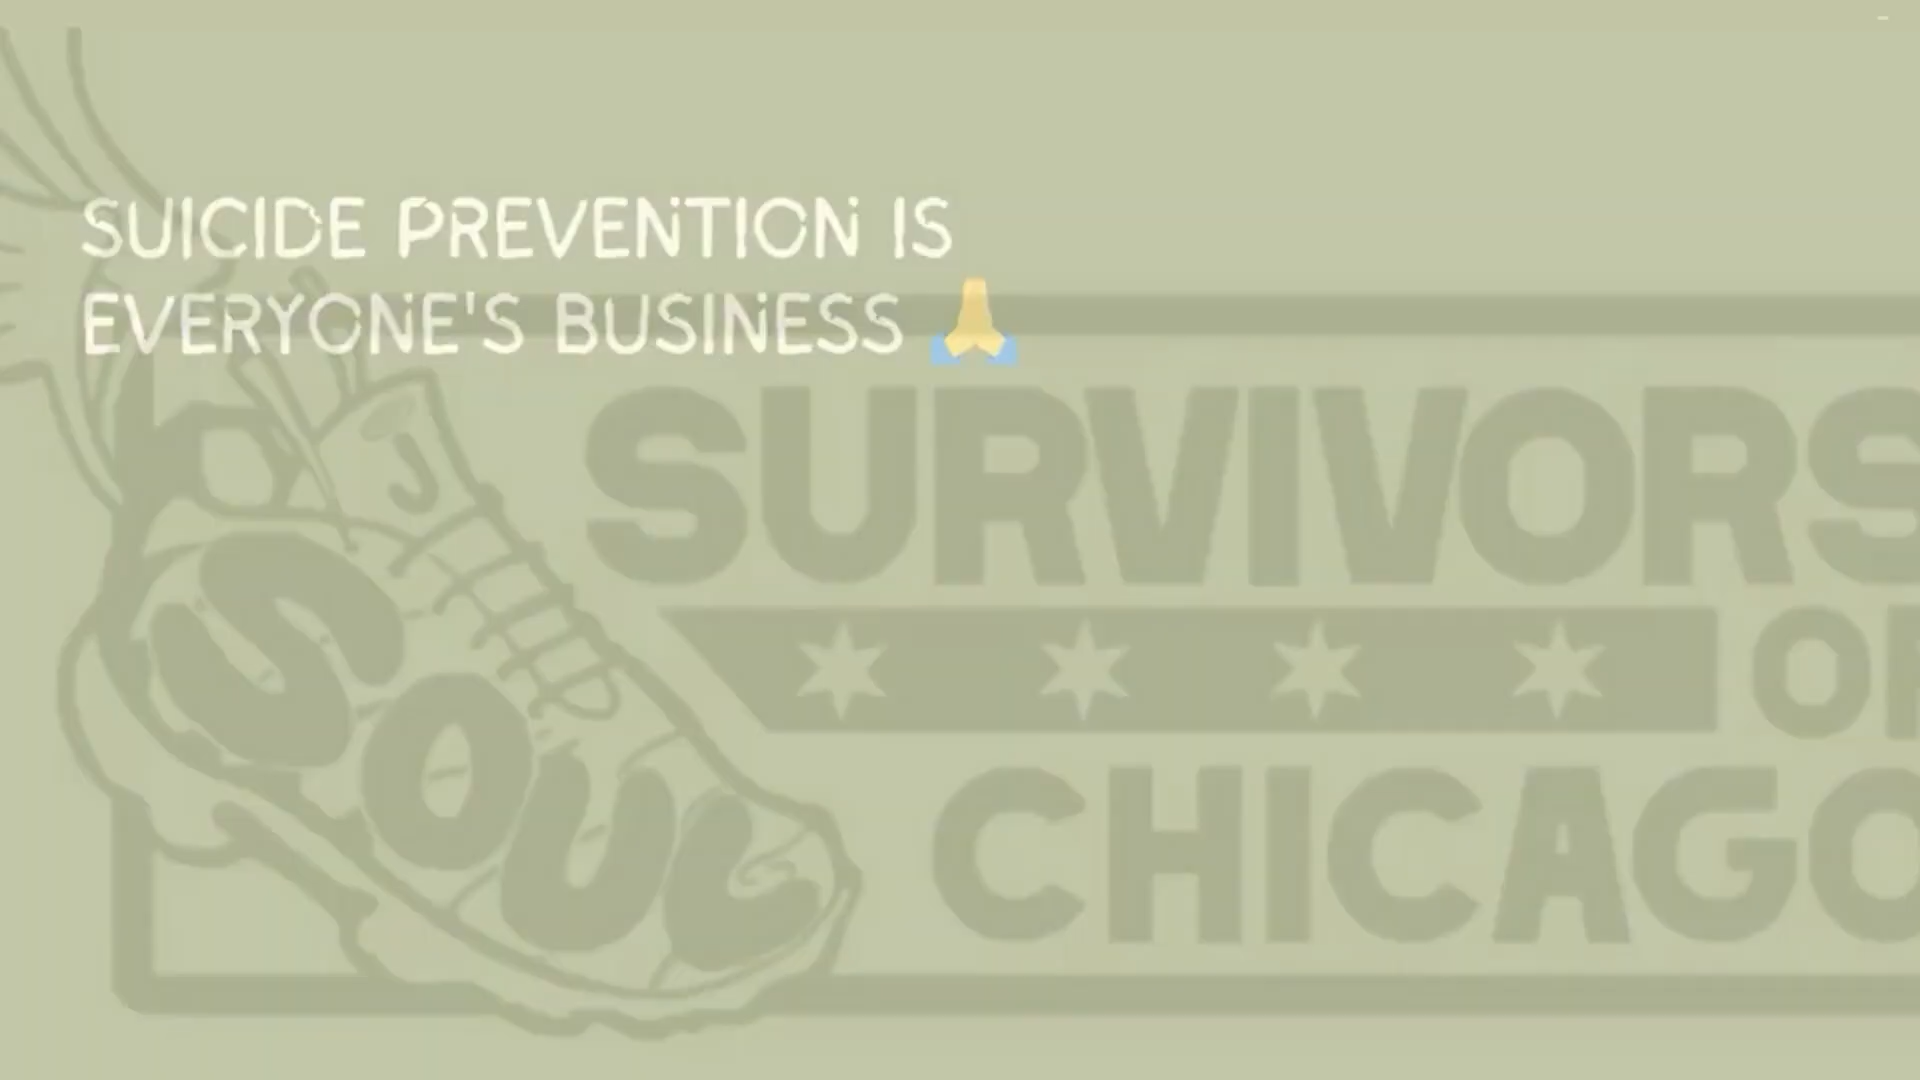 SUICIDE PREVENTION IS
EVERYONE'S BUSINESS 🙏
J
SOUL
SURVIVORS
OF
CHICAGO